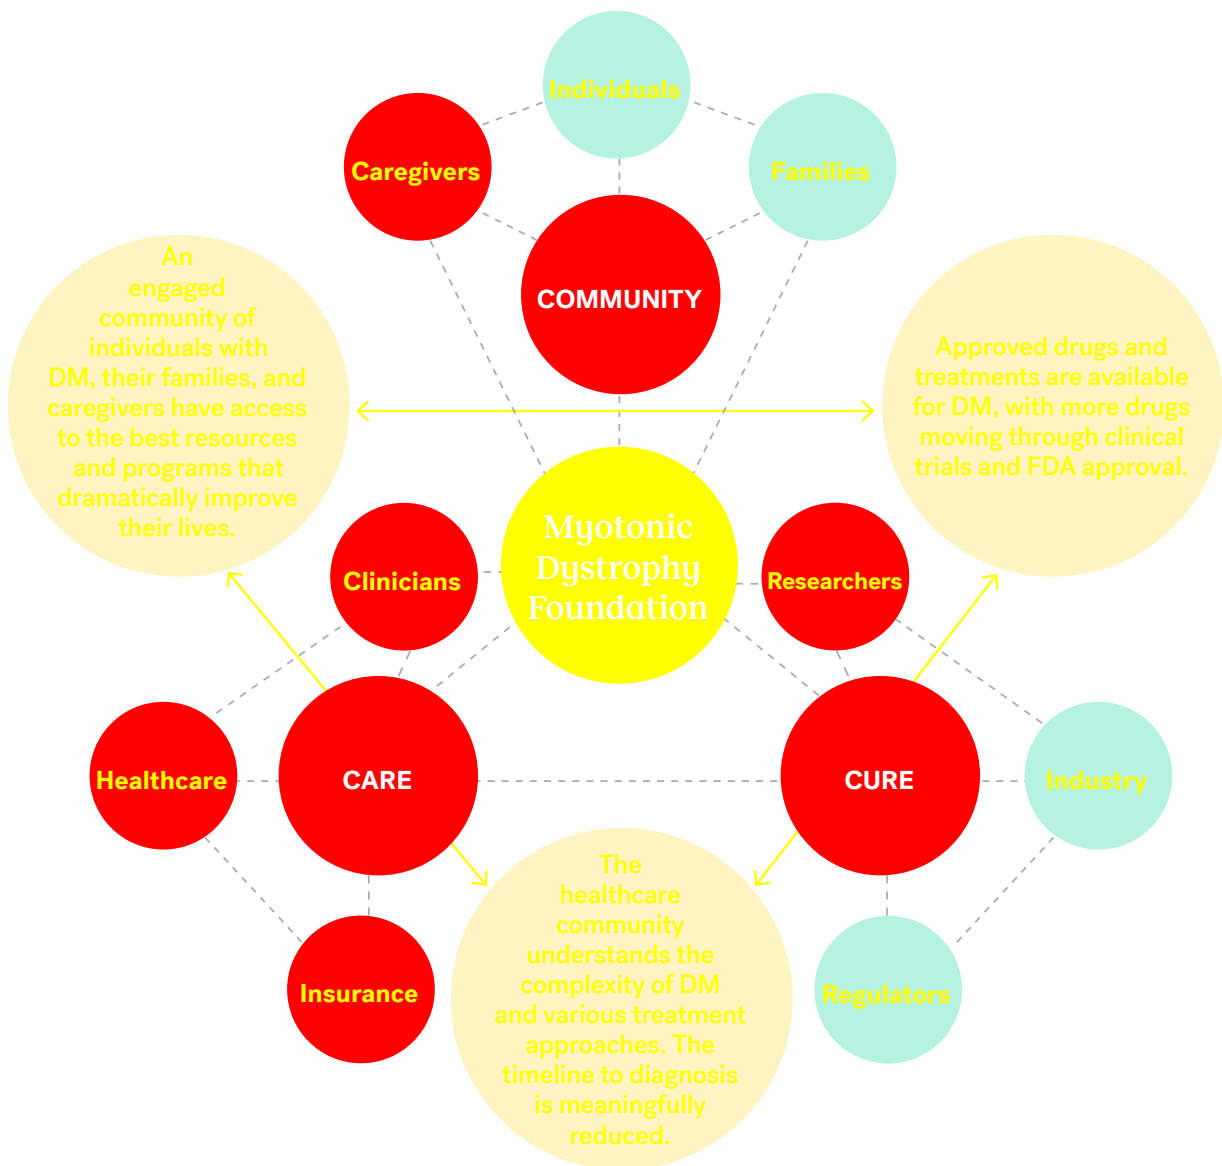 Individuals
Caregivers
Families
COMMUNITY
An
engaged
community of
individuals with
DM, their families, and
caregivers have access
to the best resources
and programs that
dramatically improve
their lives.
Approved drugs and
treatments are available
for DM, with more drugs
moving through clinical
trials and FDA approval.
Myotonic
Dystrophy
Foundation
Clinicians
Researchers
Healthcare
CARE
CURE
Industry
The
healthcare
community
understands the
complexity of DM
and various treatment
approaches. The
timeline to diagnosis
is meaningfully
reduced.
Insurance
Regulators